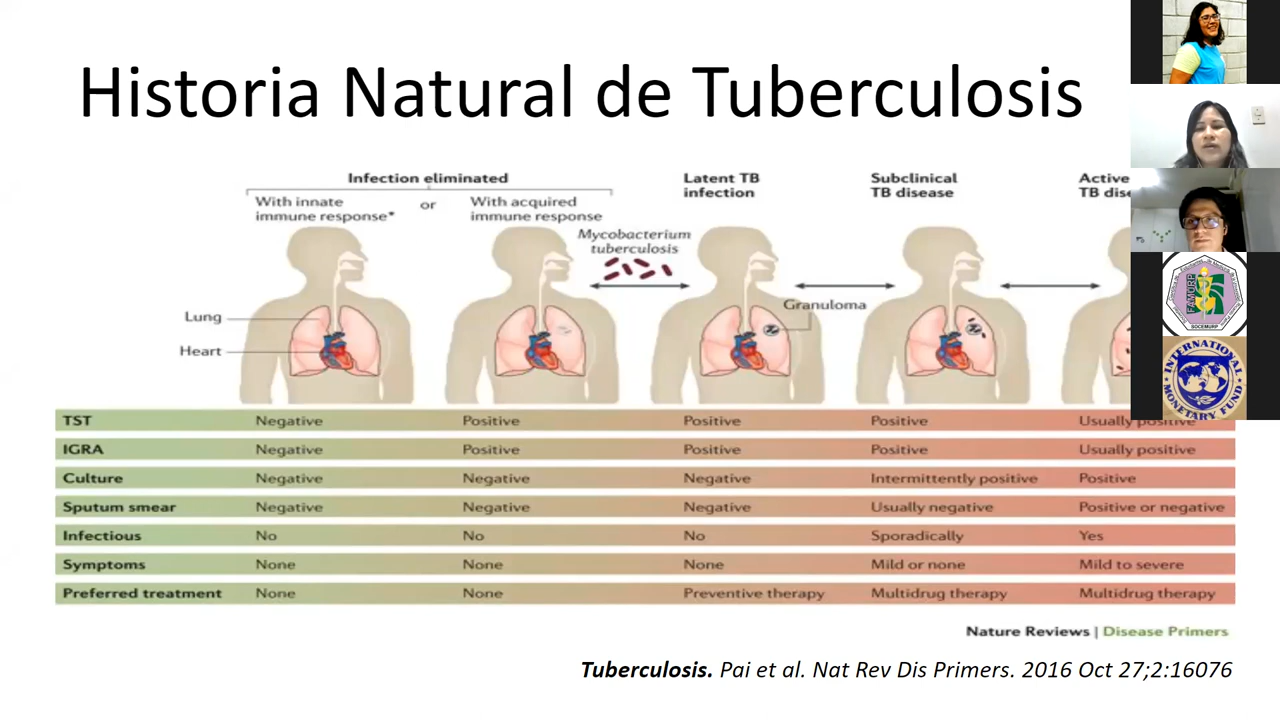 Historia Natural de Tuberculosis
Infection eliminated
With innate
immune response*
or
With acquired
immune response
Mycobacterium
tuberculosis
Latent TB
infection
Subclinical
TB disease
Active
TB dise
Granuloma
Lung
Heart
TST Negative Positive Positive Positive Usually positive
IGRA Negative Positive Positive Positive Usually positive
Culture Negative Negative Negative Intermittently positive Positive
Sputum smear Negative Negative Negative Usually negative Positive or negative
Infectious No No No Sporadically Yes
Symptoms None None None Mild or none Mild to severe
Preferred treatment None None Preventive therapy Multidrug therapy Multidrug therapy
Nature Reviews | Disease Primers
Tuberculosis. Pai et al. Nat Rev Dis Primers. 2016 Oct 27;2:16076
SOCEMURP
INTERNATIONAL
MONETARY FUND